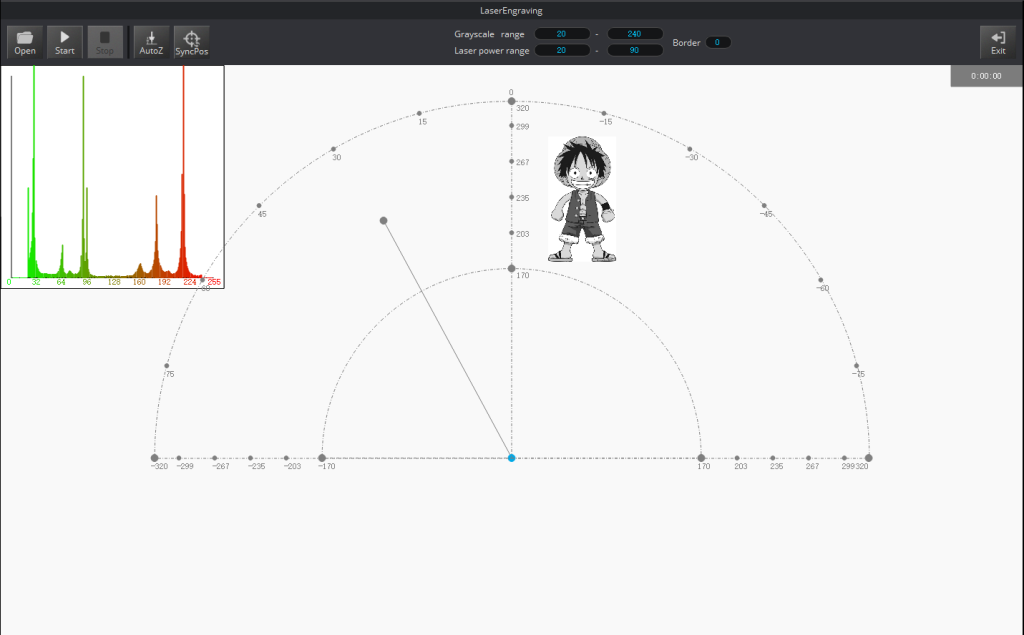 LaserEngraving
Open Start Stop AutoZ SyncPos
Grayscale range 20 - 240
Laser power range 20 - 90
Border 0
Exit
0:00:00
0 32 64 96 128 160 192 224 255
0
320
15 -15
299
30 -30
267
45 -45
235
203
170
-60
75 -75
-320 -299 -267 -235 -203 -170 170 203 235 267 299 320